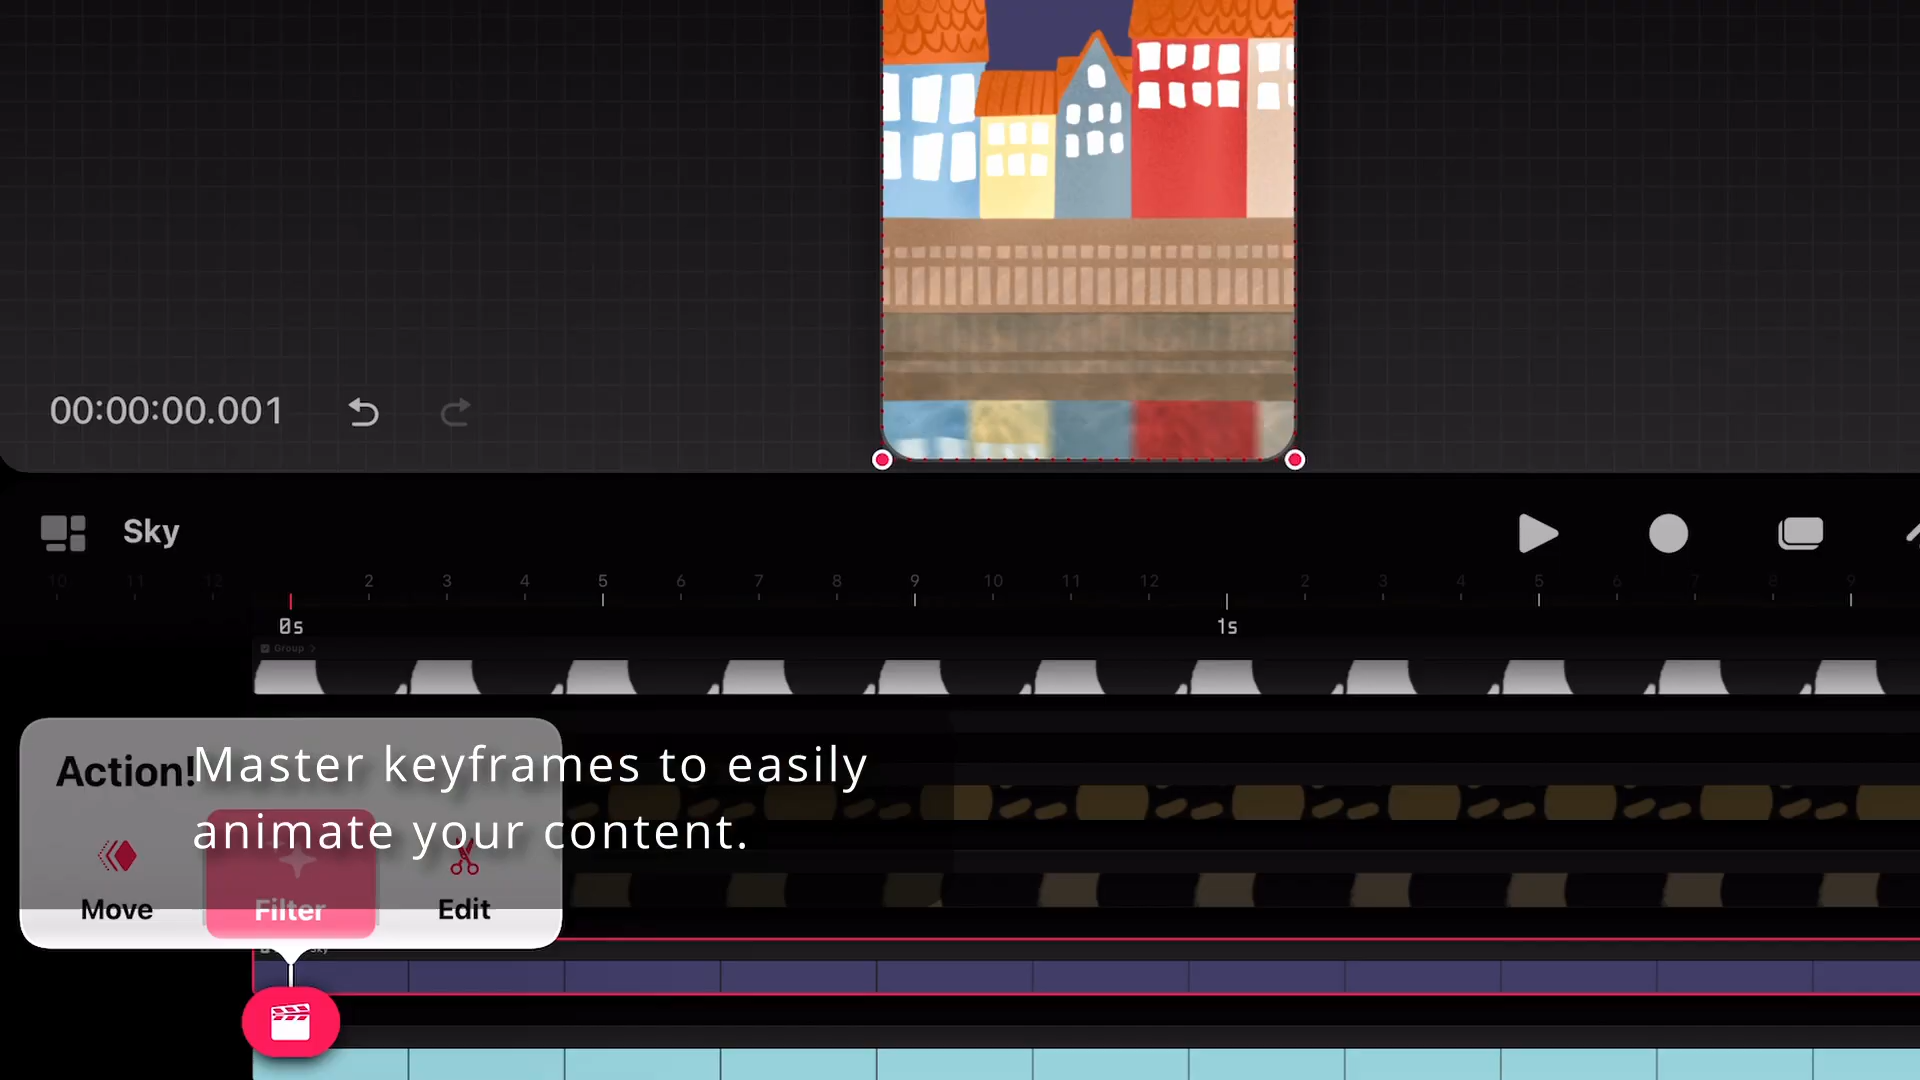 00:00:00.001
Sky
10 11 12 2 3 4 5 6 7 8 9 10 11 12 2 3 4 5 6 7 8 9
0s 1s
Group
Action!
Master keyframes to easily
animate your content.
Move Filter Edit